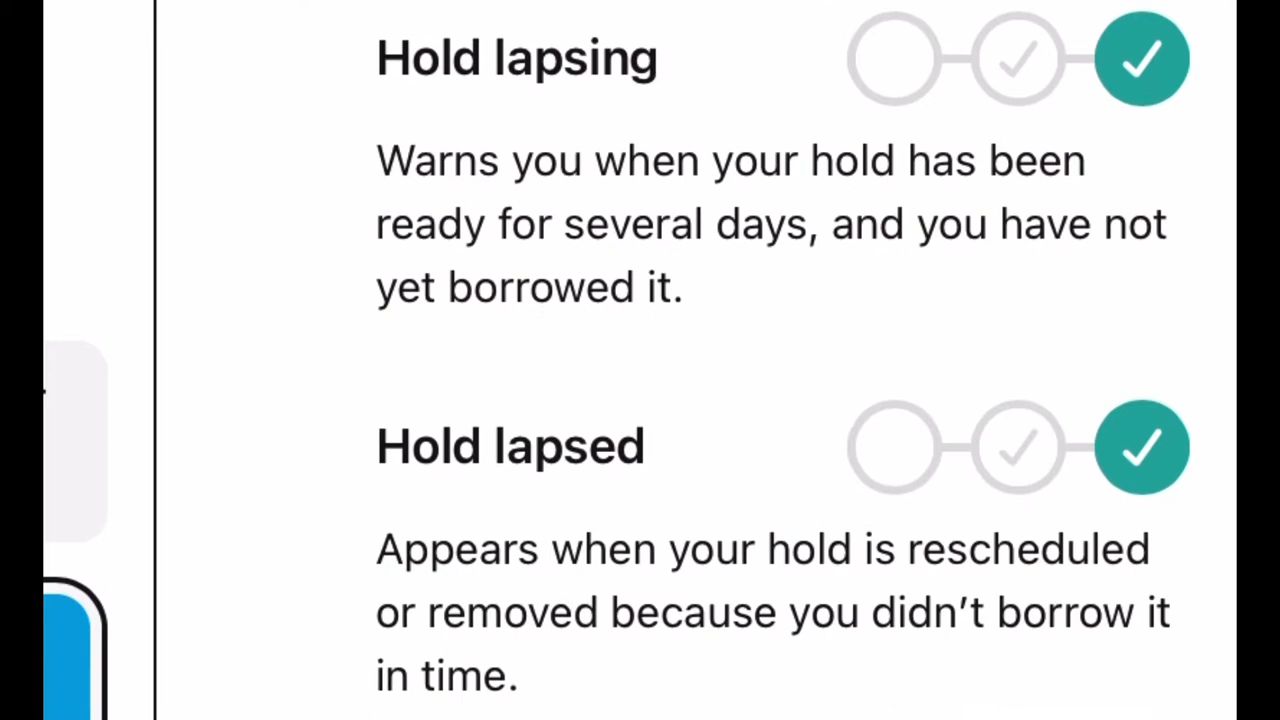 Hold lapsing
Warns you when your hold has been
ready for several days, and you have not
yet borrowed it.
Hold lapsed
Appears when your hold is rescheduled
or removed because you didn’t borrow it
in time.